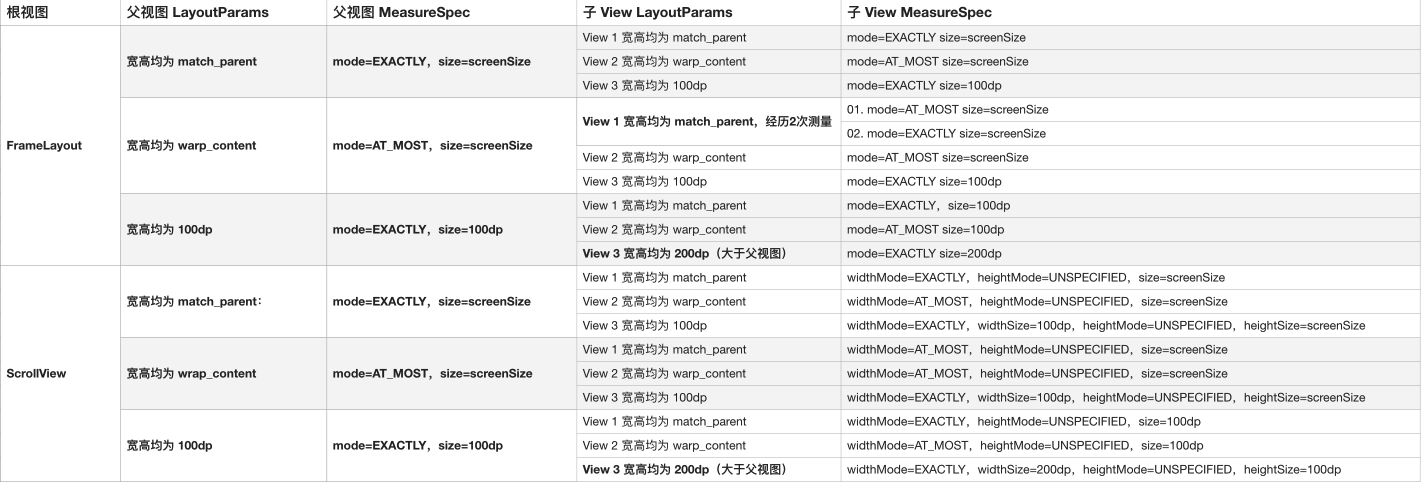 根视图 父视图 LayoutParams 父视图 MeasureSpec 子 View LayoutParams 子 View MeasureSpec
FrameLayout
宽高均为 match_parent
mode=EXACTLY，size=screenSize
View 1 宽高均为 match_parent
mode=EXACTLY size=screenSize
View 2 宽高均为 warp_content
mode=AT_MOST size=screenSize
View 3 宽高均为 100dp
mode=EXACTLY size=100dp
宽高均为 warp_content
mode=AT_MOST，size=screenSize
View 1 宽高均为 match_parent，经历2次测量
01. mode=AT_MOST size=screenSize
02. mode=EXACTLY size=screenSize
View 2 宽高均为 warp_content
mode=AT_MOST size=screenSize
View 3 宽高均为 100dp
mode=EXACTLY size=100dp
宽高均为 100dp
mode=EXACTLY，size=100dp
View 1 宽高均为 match_parent
mode=EXACTLY，size=100dp
View 2 宽高均为 warp_content
mode=AT_MOST size=100dp
View 3 宽高均为 200dp（大于父视图）
mode=EXACTLY size=200dp
ScrollView
宽高均为 match_parent：
mode=EXACTLY，size=screenSize
View 1 宽高均为 match_parent
widthMode=EXACTLY，heightMode=UNSPECIFIED，size=screenSize
View 2 宽高均为 warp_content
widthMode=AT_MOST，heightMode=UNSPECIFIED，size=screenSize
View 3 宽高均为 100dp
widthMode=EXACTLY，widthSize=100dp，heightMode=UNSPECIFIED，heightSize=screenSize
宽高均为 wrap_content
mode=AT_MOST，size=screenSize
View 1 宽高均为 match_parent
widthMode=AT_MOST，heightMode=UNSPECIFIED，size=screenSize
View 2 宽高均为 warp_content
widthMode=AT_MOST，heightMode=UNSPECIFIED，size=screenSize
View 3 宽高均为 100dp
widthMode=EXACTLY，widthSize=100dp，heightMode=UNSPECIFIED，heightSize=screenSize
宽高均为 100dp
mode=EXACTLY，size=100dp
View 1 宽高均为 match_parent
widthMode=EXACTLY，heightMode=UNSPECIFIED，size=100dp
View 2 宽高均为 warp_content
widthMode=AT_MOST，heightMode=UNSPECIFIED，size=100dp
View 3 宽高均为 200dp（大于父视图）
widthMode=EXACTLY，widthSize=200dp，heightMode=UNSPECIFIED，heightSize=100dp